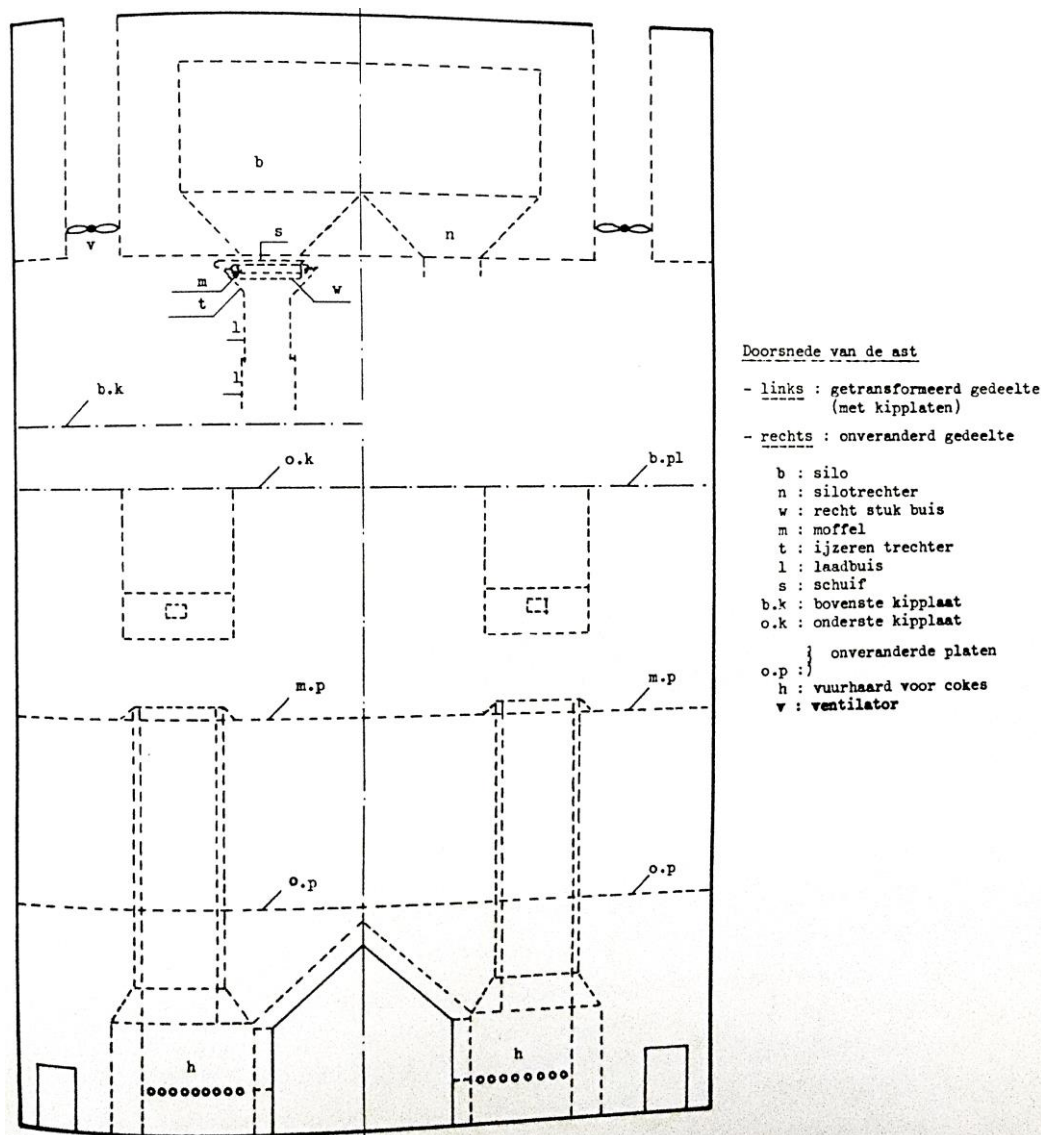 b
n
v
s
m
w
t
l
l
b.k
o.k
b.pl
m.p
m.p
o.p
o.p
h
h
Doorsnede van de ast
- links : getransformeerd gedeelte
(met kipplaten)
- rechts : onveranderd gedeelte
b : silo
n : silotrechter
w : recht stuk buis
m : moffel
t : ijzeren trechter
l : laadbuis
s : schuif
b.k : bovenste kipplaat
o.k : onderste kipplaat
} onveranderde platen
o.p :)
h : vuurhaard voor cokes
v : ventilator